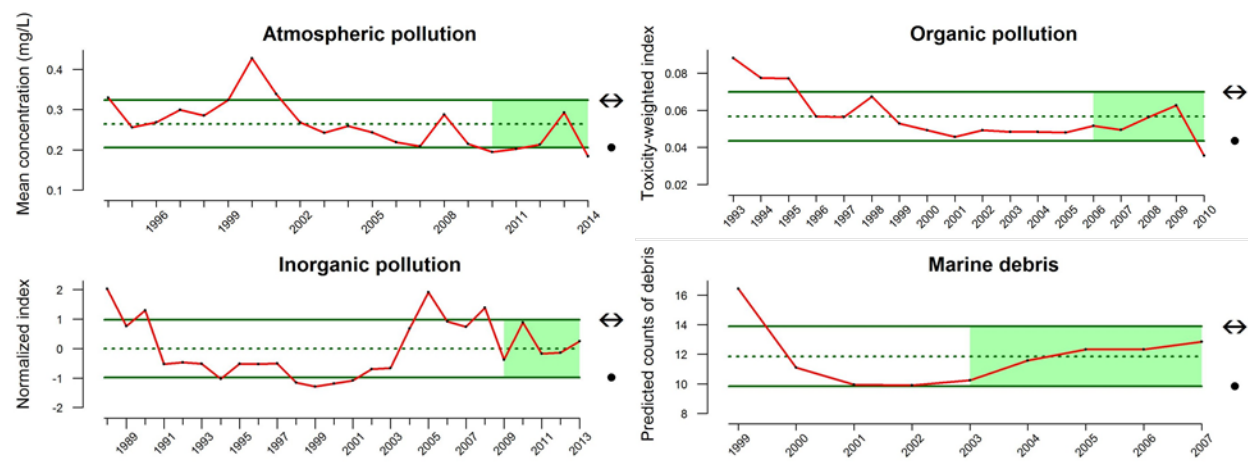 Atmospheric pollution
Mean concentration (mg/L)
0.4
0.3
0.2
0.1
1996 1999 2002 2005 2008 2011 2014
Organic pollution
Toxicity-weighted index
0.08
0.06
0.04
0.02
1993 1994 1995 1996 1997 1998 1999 2000 2001 2002 2003 2004 2005 2006 2007 2008 2009 2010
Inorganic pollution
Normalized index
2
1
0
-1
-2
1989 1991 1993 1995 1997 1999 2001 2003 2005 2007 2009 2011 2013
Marine debris
Predicted counts of debris
16
14
12
10
8
1999 2000 2001 2002 2003 2004 2005 2006 2007